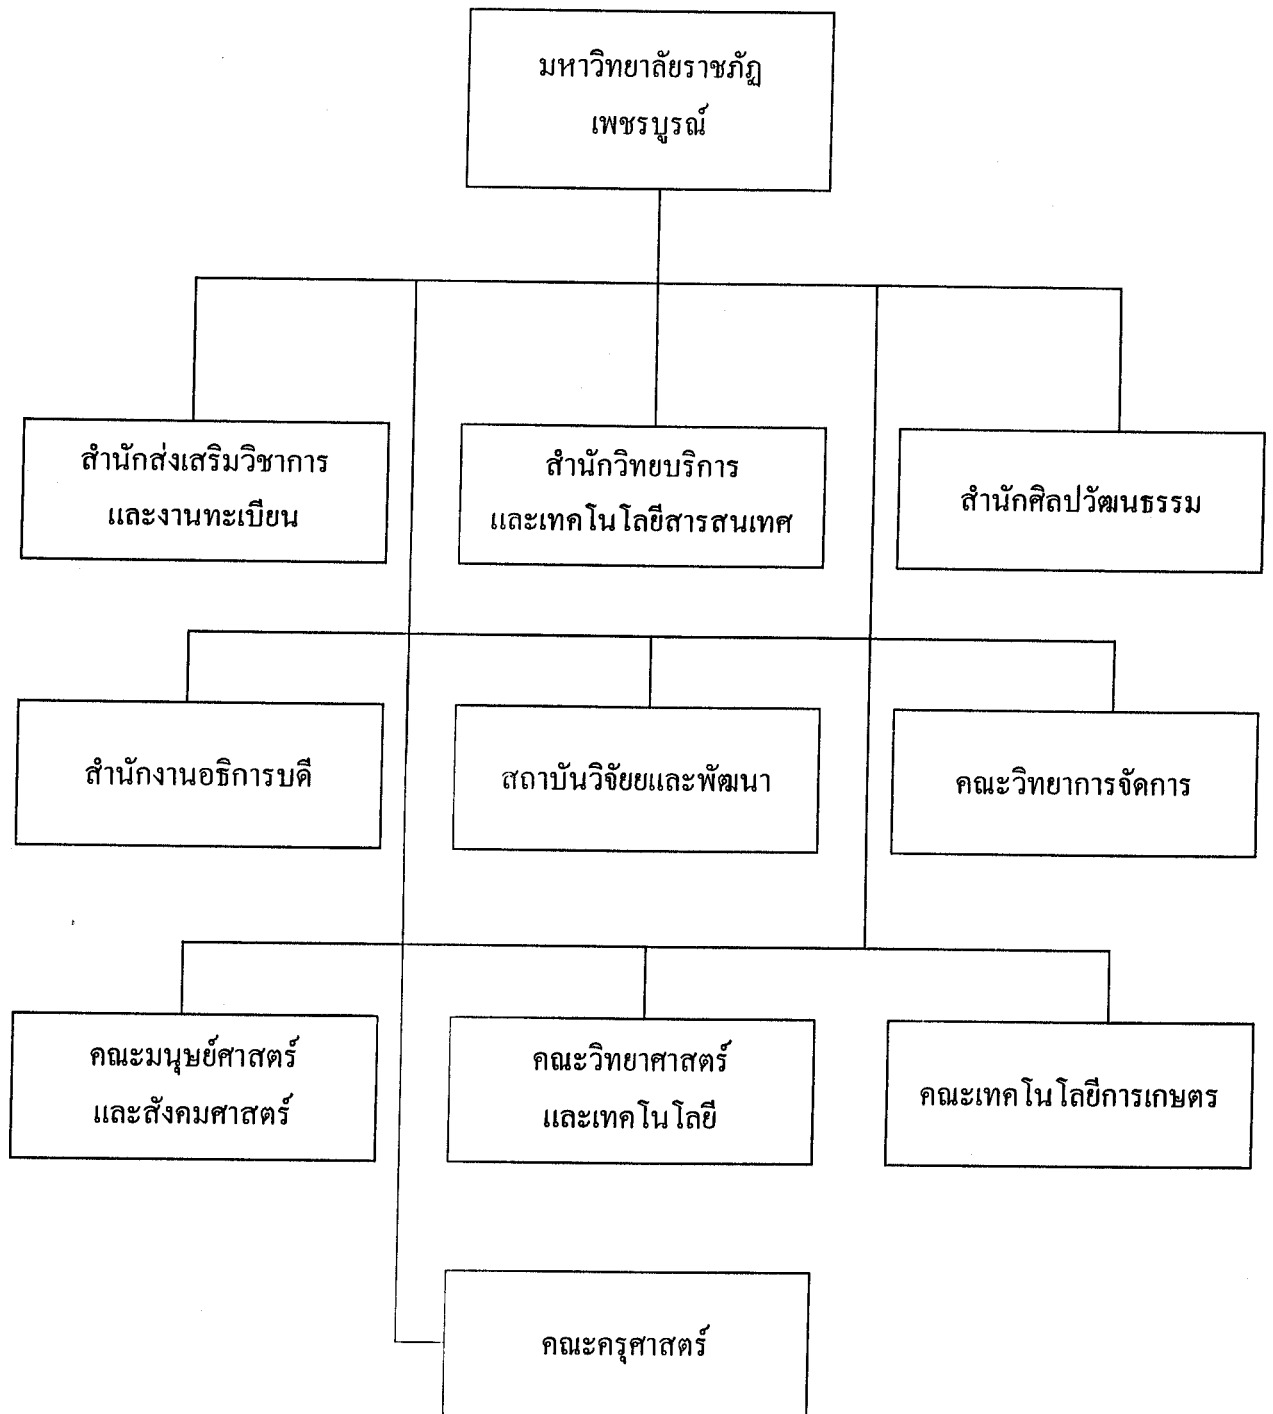 มหาวิทยาลัยราชภัฏ
เพชรบูรณ์
สำนักส่งเสริมวิชาการ
และงานทะเบียน
สำนักวิทยบริการ
และเทคโนโลยีสารสนเทศ
สำนักศิลปวัฒนธรรม
สำนักงานอธิการบดี
สถาบันวิจัยยและพัฒนา
คณะวิทยาการจัดการ
คณะมนุษย์ศาสตร์
และสังคมศาสตร์
คณะวิทยาศาสตร์
และเทคโนโลยี
คณะเทคโนโลยีการเกษตร
คณะครุศาสตร์